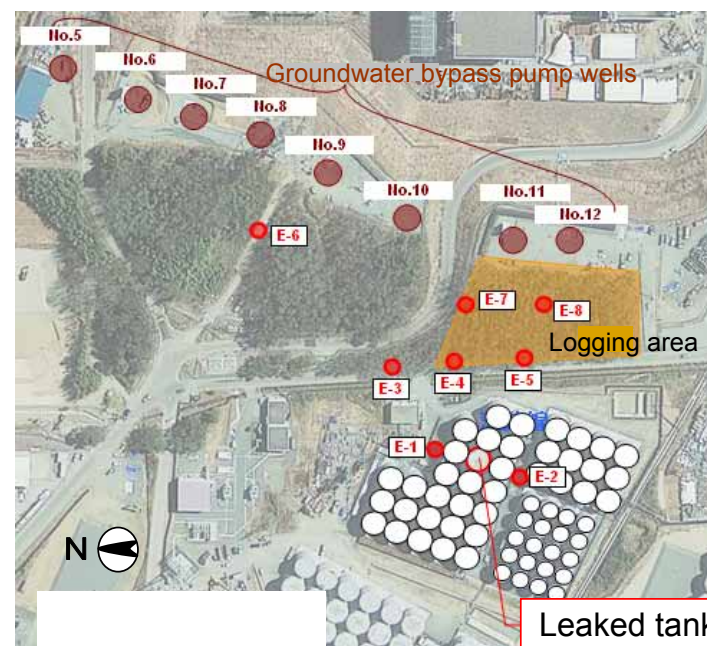 No.5
No.6
No.7
Groundwater bypass pump wells
No.8
No.9
No.10
No.11
No.12
E-6
E-7
E-8
Logging area
E-3
E-4
E-5
E-1
E-2
N
Leaked tank